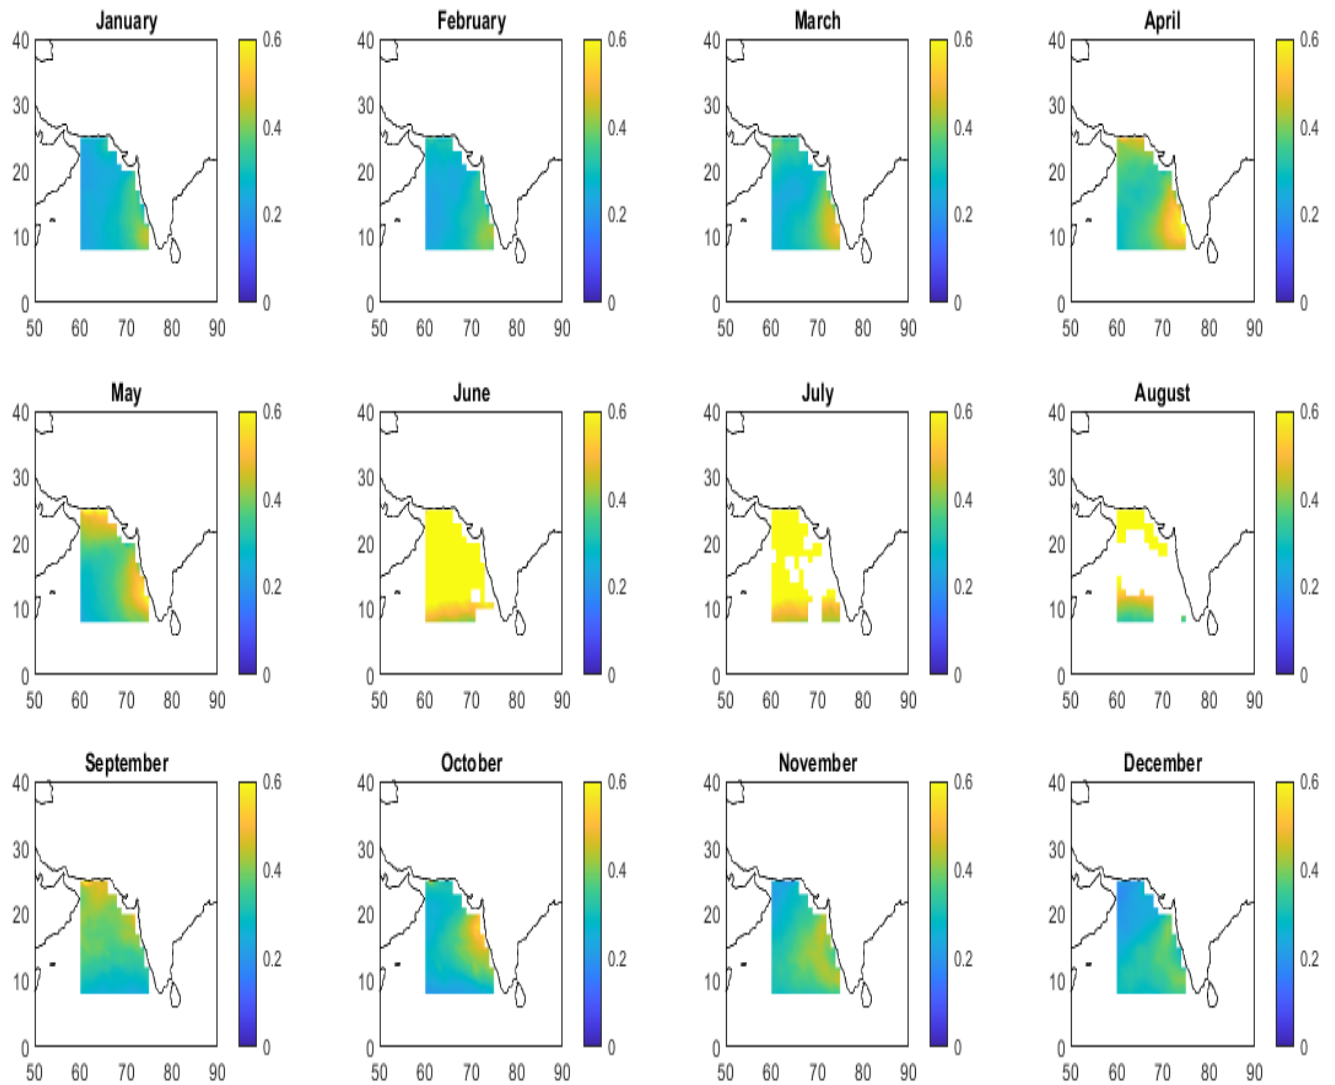 January February March April
40 0.6 40 0.6 40 0.6 40 0.6
30 0.4 30 0.4 30 0.4 30 0.4
20 20 20 20
0.2 0.2 0.2 0.2
10 10 10 10
0 0 0 0 0 0 0 0
50 60 70 80 90 50 60 70 80 90 50 60 70 80 90 50 60 70 80 90
May June July August
40 0.6 40 0.6 40 0.6 40 0.6
30 0.4 30 0.4 30 0.4 30 0.4
20 20 20 20
0.2 0.2 0.2 0.2
10 10 10 10
0 0 0 0 0 0 0 0
50 60 70 80 90 50 60 70 80 90 50 60 70 80 90 50 60 70 80 90
September October November December
40 0.6 40 0.6 40 0.6 40 0.6
30 0.4 30 0.4 30 0.4 30 0.4
20 20 20 20
0.2 0.2 0.2 0.2
10 10 10 10
0 0 0 0 0 0 0 0
50 60 70 80 90 50 60 70 80 90 50 60 70 80 90 50 60 70 80 90